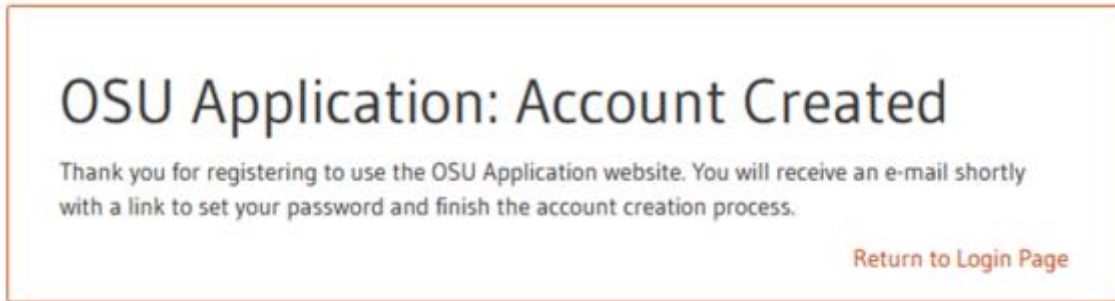 OSU Application: Account Created
Thank you for registering to use the OSU Application website. You will receive an e-mail shortly
with a link to set your password and finish the account creation process.
Return to Login Page